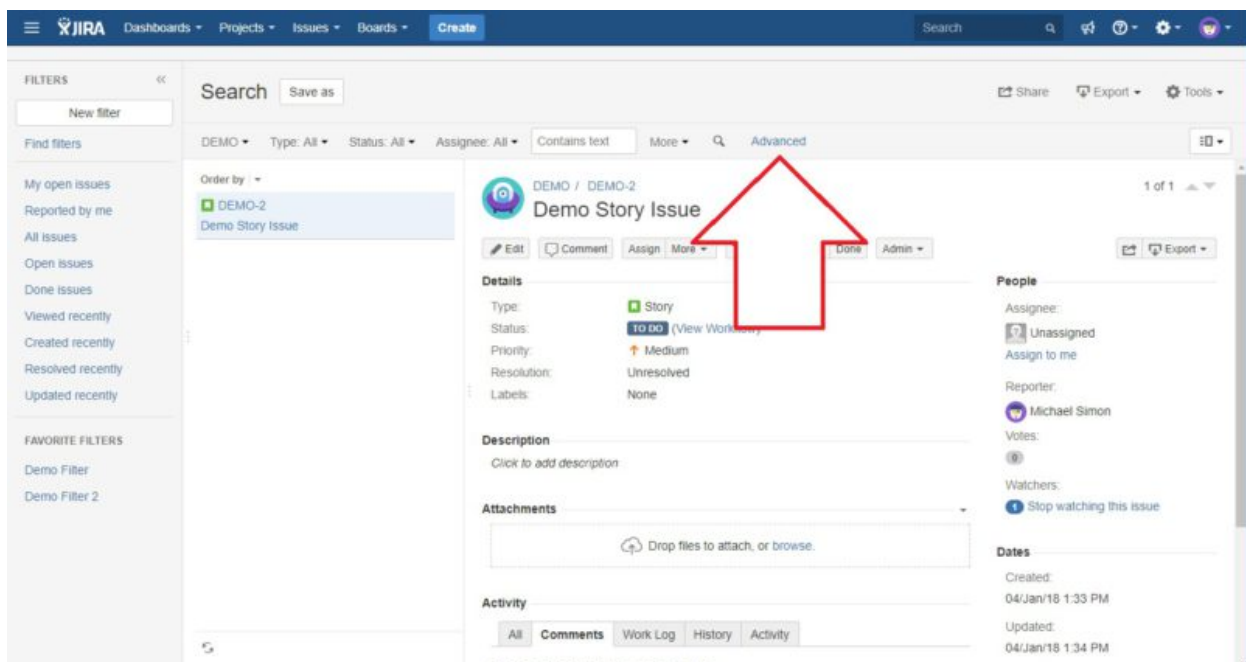 JIRA Dashboards Projects Issues Boards Create Search
FILTERS
New filter
Find filters
My open issues
Reported by me
All issues
Open issues
Done issues
Viewed recently
Created recently
Resolved recently
Updated recently
FAVORITE FILTERS
Demo Filter
Demo Filter 2
Search Save as Share Export Tools
DEMO Type: All Status: All Assignee: All Contains text More Advanced
Order by
DEMO-2
Demo Story Issue
DEMO / DEMO-2 1 of 1
Demo Story Issue
Edit Comment Assign More Done Admin Export
Details
Type: Story
Status: TO DO (View
Priority: Medium
Resolution: Unresolved
Labels: None
Description
Click to add description
Attachments
Drop files to attach, or browse.
Activity
All Comments Work Log History Activity
People
Assignee:
Unassigned
Assign to me
Reporter:
Michael Simon
Votes:
0
Watchers:
1 Stop watching this issue
Dates
Created:
04/Jan/18 1:33 PM
Updated:
04/Jan/18 1:34 PM